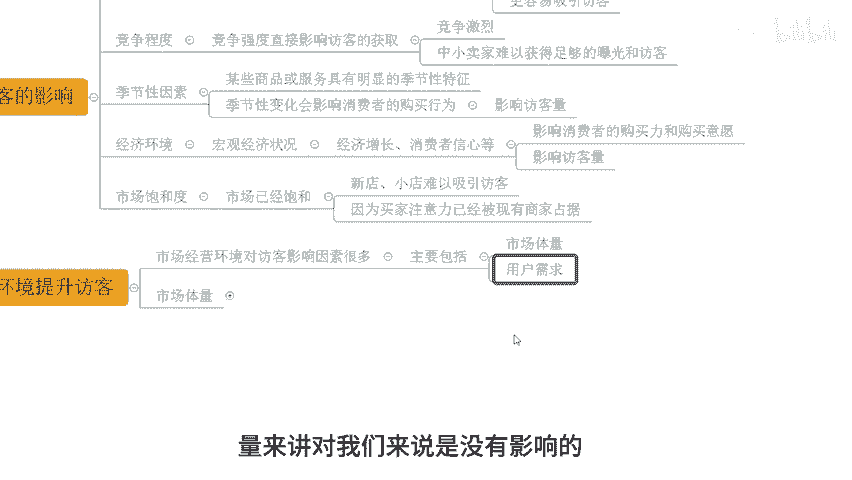 更容易吸引访客
竞争激烈
竞争程度 竞争强度直接影响访客的获取
中小卖家难以获得足够的曝光和访客
某些商品或服务具有明显的季节性特征
客的影响
季节性因素
季节性变化会影响消费者的购买行为 影响访客量
影响消费者的购买力和购买意愿
经济环境 宏观经济状况 经济增长、消费者信心等
影响访客量
新店、小店难以吸引访客
市场饱和度 市场已经饱和
因为买家注意力已经被现有商家占据
市场体量
市场经营环境对访客影响因素很多 主要包括
用户需求
环境提升访客
市场体量
量来讲对我们来说是没有影响的